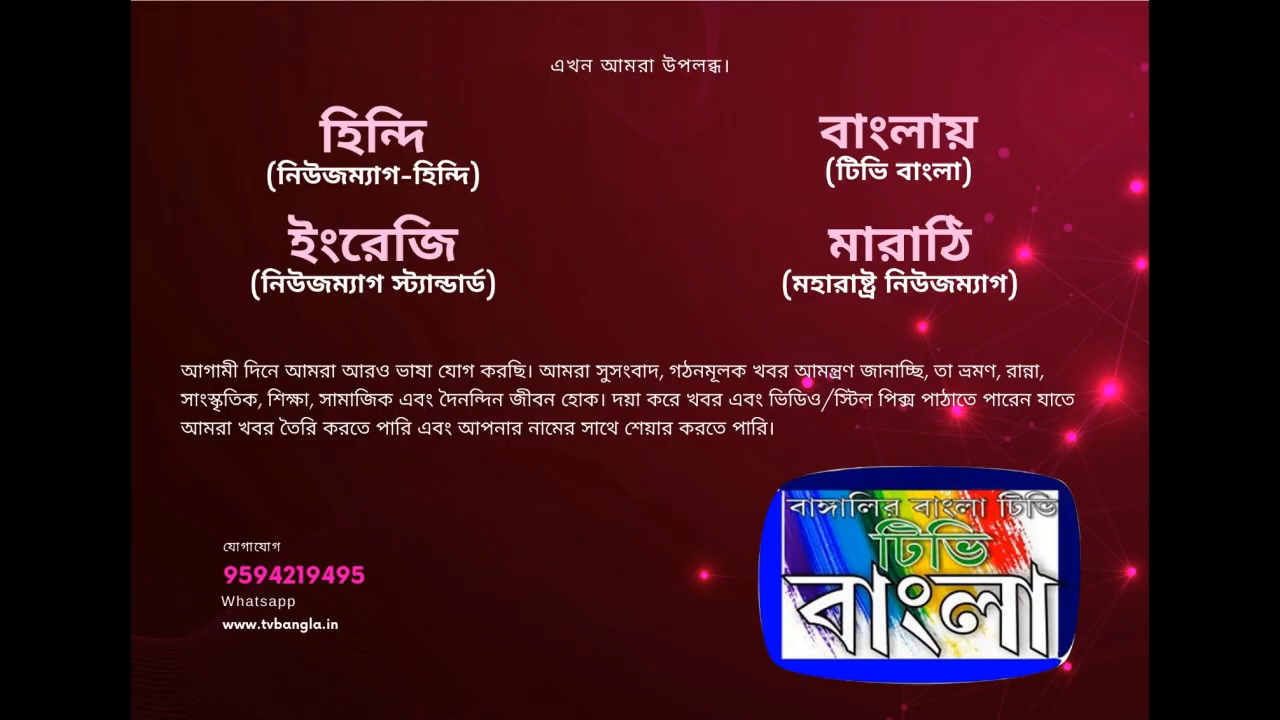 এখন আমরা উপলব্ধ।
হিন্দি
(নিউজম্যাগ-হিন্দি)
বাংলায়
(টিভি বাংলা)
ইংরেজি
(নিউজম্যাগ স্ট্যান্ডার্ড)
মারাঠি
(মহারাষ্ট্র নিউজম্যাগ)
আগামী দিনে আমরা আরও ভাষা যোগ করছি। আমরা সুসংবাদ, গঠনমূলক খবর আমন্ত্রণ জানাচ্ছি, তা ভ্রমণ, রান্না,
সাংস্কৃতিক, শিক্ষা, সামাজিক এবং দৈনন্দিন জীবন হোক। দয়া করে খবর এবং ভিডিও/স্টিল পিক্স পাঠাতে পারেন যাতে
আমরা খবর তৈরি করতে পারি এবং আপনার নামের সাথে শেয়ার করতে পারি।
যোগাযোগ
9594219495
Whatsapp
www.tvbangla.in
বাঙ্গালির বাংলা টিভি
টিভি
বাংলা